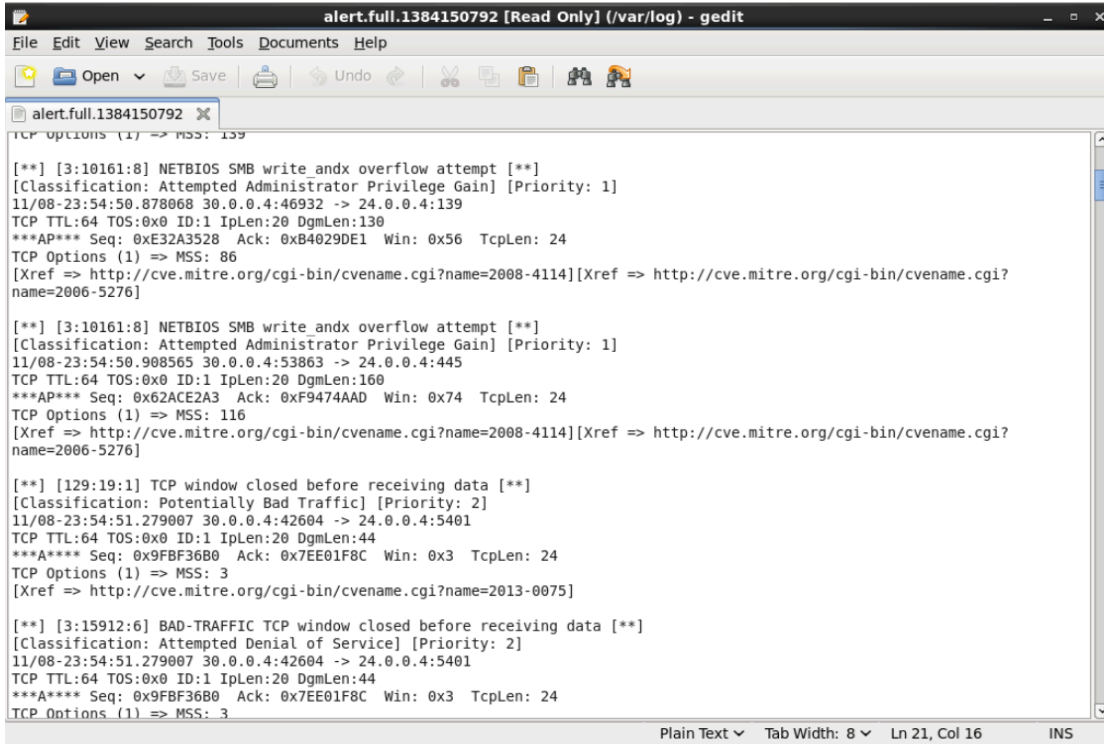 alert.full.1384150792 [Read Only] (/var/log) - gedit
File Edit View Search Tools Documents Help
Open Save Undo
alert.full.1384150792
TCP Options (1) => MSS: 139
[**] [3:10161:8] NETBIOS SMB write_andx overflow attempt [**]
[Classification: Attempted Administrator Privilege Gain] [Priority: 1]
11/08-23:54:50.878068 30.0.0.4:46932 -> 24.0.0.4:139
TCP TTL:64 TOS:0x0 ID:1 IpLen:20 DgmLen:130
***AP*** Seq: 0xE32A3528  Ack: 0xB4029DE1  Win: 0x56  TcpLen: 24
TCP Options (1) => MSS: 86
[Xref => http://cve.mitre.org/cgi-bin/cvename.cgi?name=2008-4114][Xref => http://cve.mitre.org/cgi-bin/cvename.cgi?
name=2006-5276]
[**] [3:10161:8] NETBIOS SMB write_andx overflow attempt [**]
[Classification: Attempted Administrator Privilege Gain] [Priority: 1]
11/08-23:54:50.908565 30.0.0.4:53863 -> 24.0.0.4:445
TCP TTL:64 TOS:0x0 ID:1 IpLen:20 DgmLen:160
***AP*** Seq: 0x62ACE2A3  Ack: 0xF9474AAD  Win: 0x74  TcpLen: 24
TCP Options (1) => MSS: 116
[Xref => http://cve.mitre.org/cgi-bin/cvename.cgi?name=2008-4114][Xref => http://cve.mitre.org/cgi-bin/cvename.cgi?
name=2006-5276]
[**] [129:19:1] TCP window closed before receiving data [**]
[Classification: Potentially Bad Traffic] [Priority: 2]
11/08-23:54:51.279007 30.0.0.4:42604 -> 24.0.0.4:5401
TCP TTL:64 TOS:0x0 ID:1 IpLen:20 DgmLen:44
***A**** Seq: 0x9FBF36B0  Ack: 0x7EE01F8C  Win: 0x3  TcpLen: 24
TCP Options (1) => MSS: 3
[Xref => http://cve.mitre.org/cgi-bin/cvename.cgi?name=2013-0075]
[**] [3:15912:6] BAD-TRAFFIC TCP window closed before receiving data [**]
[Classification: Attempted Denial of Service] [Priority: 2]
11/08-23:54:51.279007 30.0.0.4:42604 -> 24.0.0.4:5401
TCP TTL:64 TOS:0x0 ID:1 IpLen:20 DgmLen:44
***A**** Seq: 0x9FBF36B0  Ack: 0x7EE01F8C  Win: 0x3  TcpLen: 24
TCP Options (1) => MSS: 3
Plain Text Tab Width: 8 Ln 21, Col 16 INS